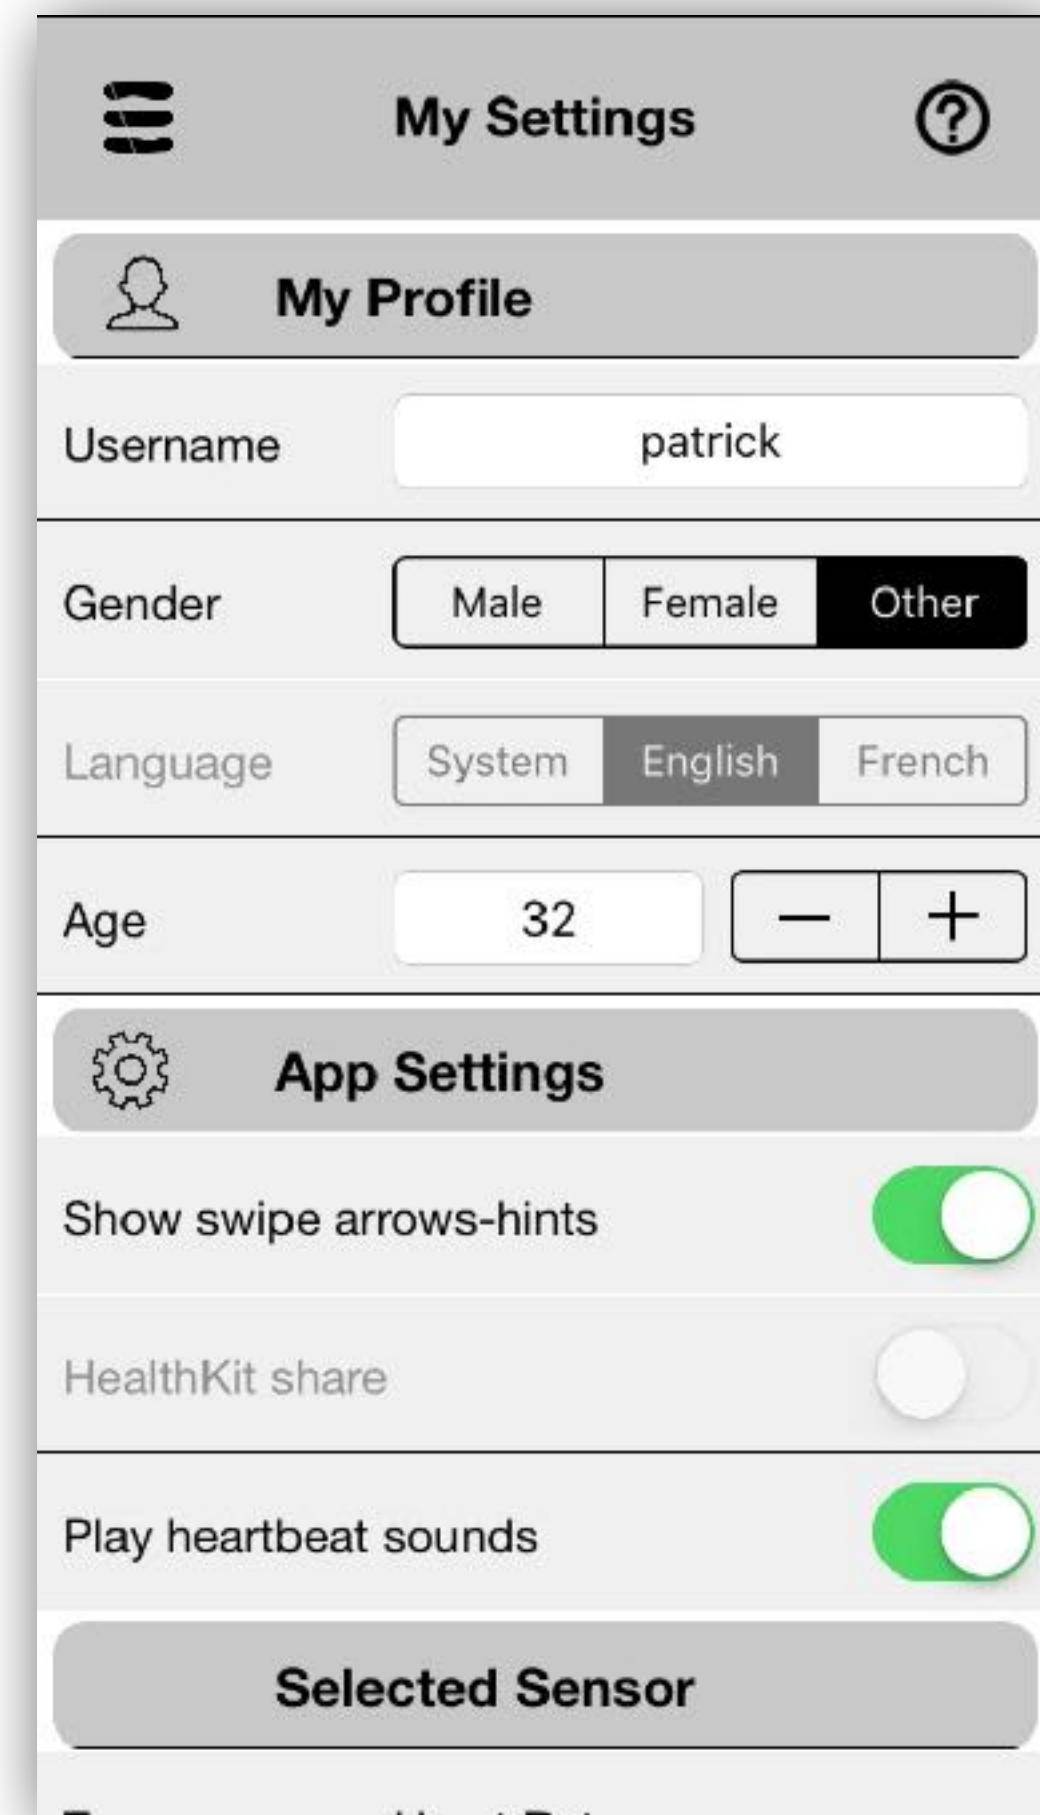 My Settings
My Profile
Username patrick
Gender Male Female Other
Language System English French
Age 32
App Settings
Show swipe arrows-hints
HealthKit share
Play heartbeat sounds
Selected Sensor